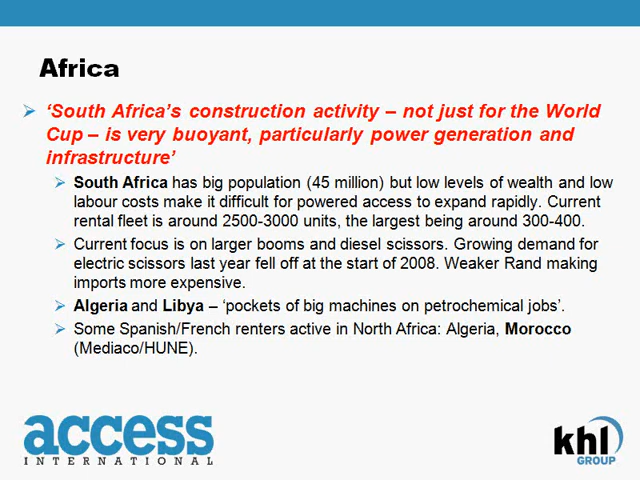 Africa
‘South Africa’s construction activity – not just for the World
Cup – is very buoyant, particularly power generation and
infrastructure’
South Africa has big population (45 million) but low levels of wealth and low
labour costs make it difficult for powered access to expand rapidly. Current
rental fleet is around 2500-3000 units, the largest being around 300-400.
Current focus is on larger booms and diesel scissors. Growing demand for
electric scissors last year fell off at the start of 2008. Weaker Rand making
imports more expensive.
Algeria and Libya – ‘pockets of big machines on petrochemical jobs’.
Some Spanish/French renters active in North Africa: Algeria, Morocco
(Mediaco/HUNE).
access
INTERNATIONAL
khl
GROUP